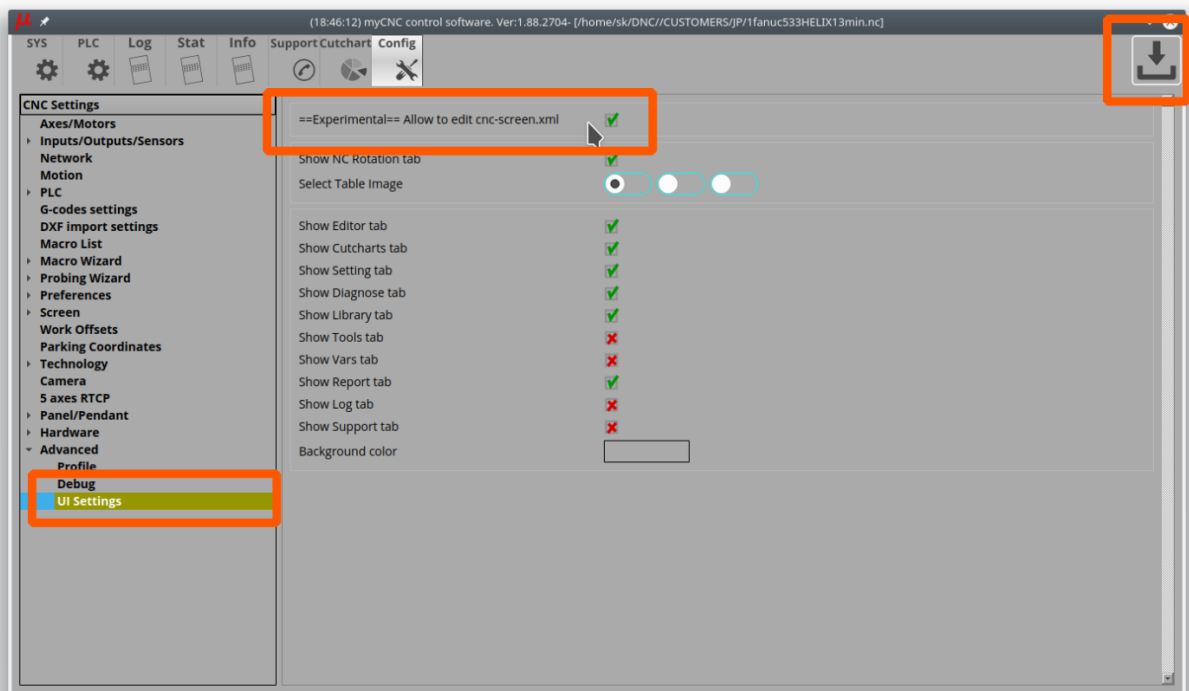 μ
(18:46:12) myCNC control software. Ver:1.88.2704- [/home/sk/DNC//CUSTOMERS/JP/1fanuc533HELIX13min.nc]
SYS PLC Log Stat Info Support Cutchart Config
CNC Settings
Axes/Motors
Inputs/Outputs/Sensors
Network
Motion
PLC
G-codes settings
DXF import settings
Macro List
Macro Wizard
Probing Wizard
Preferences
Screen
Work Offsets
Parking Coordinates
Technology
Camera
5 axes RTCP
Panel/Pendant
Hardware
Advanced
Profile
Debug
UI Settings
==Experimental== Allow to edit cnc-screen.xml
Show NC Rotation tab
Select Table Image
Show Editor tab
Show Cutcharts tab
Show Setting tab
Show Diagnose tab
Show Library tab
Show Tools tab
Show Vars tab
Show Report tab
Show Log tab
Show Support tab
Background color